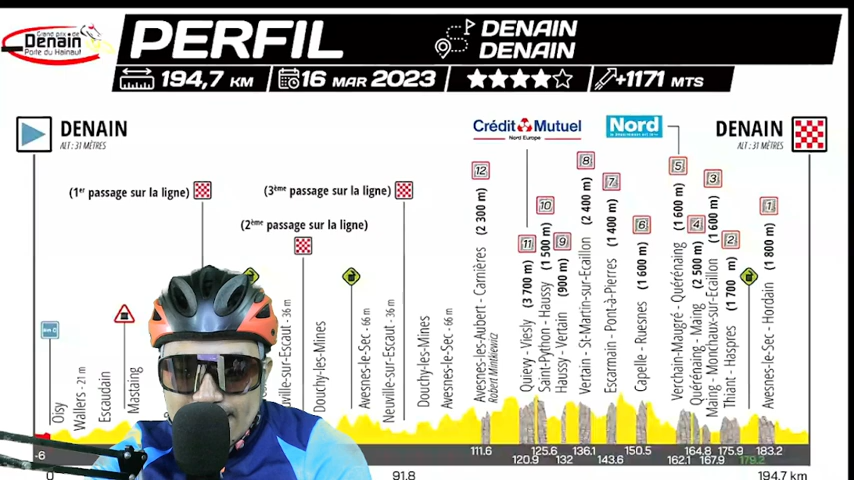 Grand prix de
Denain
Porte du Hainaut
PERFIL
DENAIN
DENAIN
194,7 KM
16 MAR 2023
+1171 MTS
DENAIN
ALT : 31 MÈTRES
Crédit Mutuel
Nord Europe
Nord
DENAIN
ALT : 31 MÈTRES
(1er passage sur la ligne)
(2ème passage sur la ligne)
(3ème passage sur la ligne)
Oisy
Wallers - 21 m
Escaudain
Mastaing
uville-sur-Escaut - 36 m
Douchy-les-Mines
Avesnes-le-Sec - 66 m
Neuville-sur-Escaut - 36 m
Douchy-les-Mines
Avesnes-le-Sec - 66 m
12
Avesnes-les-Aubert - Carnières (2 300 m)
Robert Mintkiewicz
11
Quievy - Viesly (3 700 m)
10
Saint-Python - Haussy (1 500 m)
9
Haussy - Vertain (900 m)
8
Vertain - St-Martin-sur-Ecaillon (2 400 m)
7
Escarmain - Pont-à-Pierres (1 400 m)
6
Capelle - Ruesnes (1 600 m)
5
Verchain-Maugré - Quérénaing (1 600 m)
4
Quérénaing - Maing (2 500 m)
3
Maing - Monchaux-sur-Ecaillon (1 600 m)
2
Thiant - Haspres (1 700 m)
1
Avesnes-le-Sec - Hordain (1 800 m)
-6
111.6
120.9
125.6
132
136.1
143.6
150.5
162.1
164.8
167.9
175.9
179.2
183.2
0
91.8
194.7 km